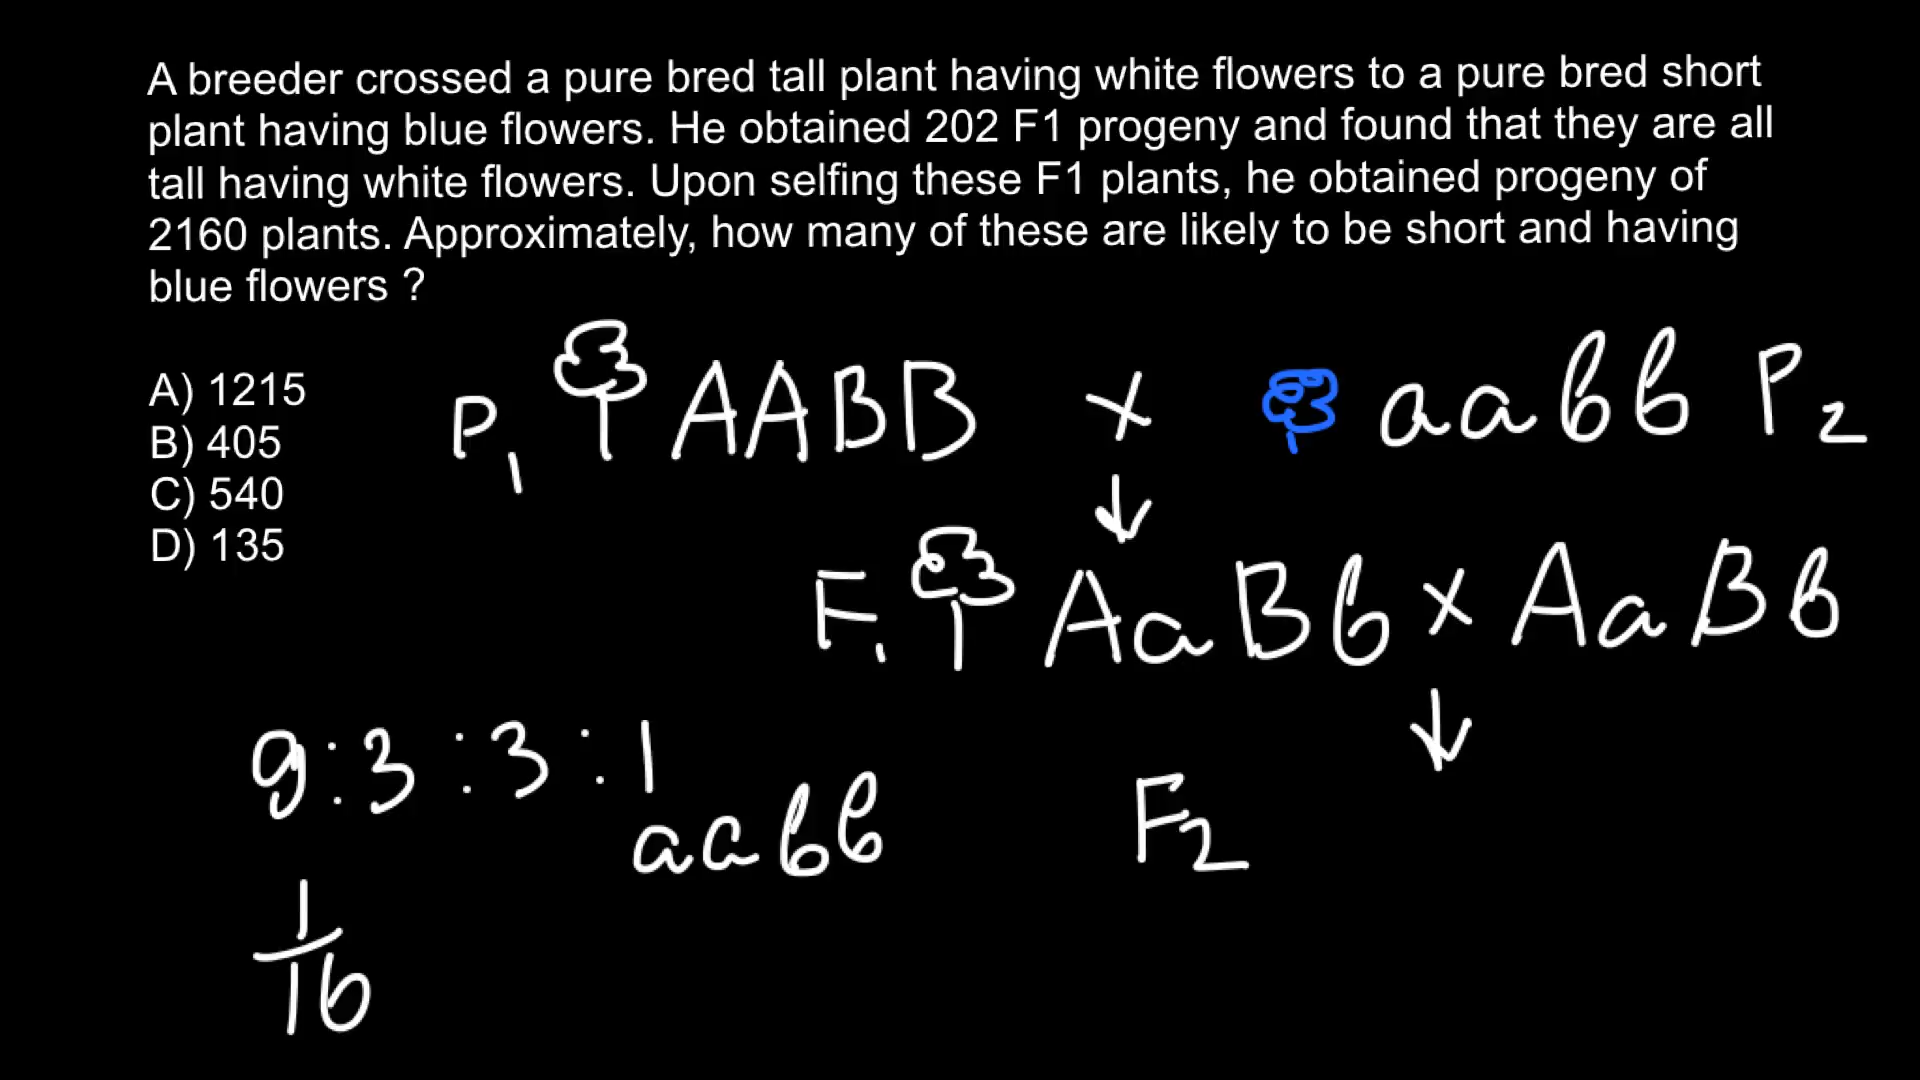 A breeder crossed a pure bred tall plant having white flowers to a pure bred short
plant having blue flowers. He obtained 202 F1 progeny and found that they are all
tall having white flowers. Upon selfing these F1 plants, he obtained progeny of
2160 plants. Approximately, how many of these are likely to be short and having
blue flowers ?
A) 1215
B) 405
C) 540
D) 135
P1 AABB x aabb P2
F1 AaBb x AaBb
9:3:3:1
aabb
F2
1
16